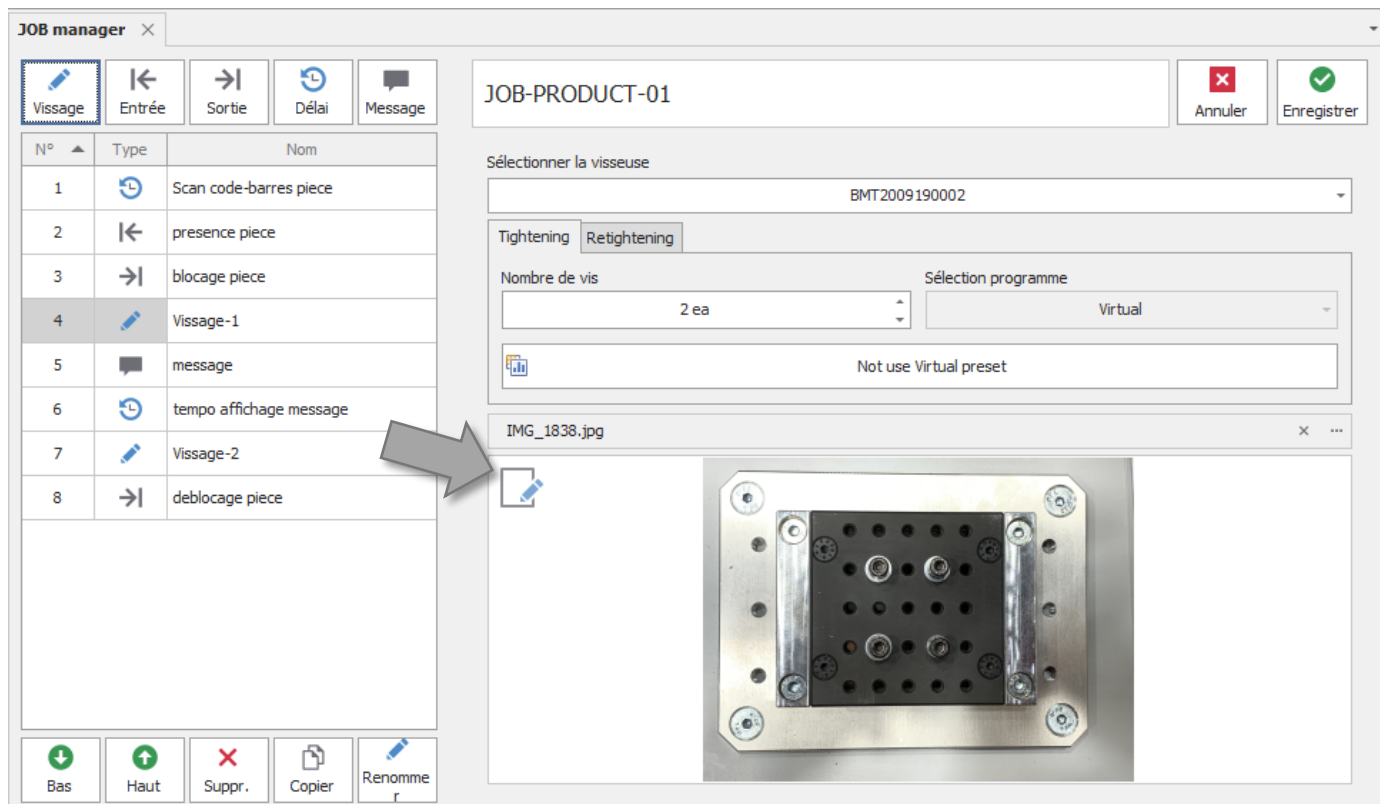 JOB manager
Vissage
Entrée
Sortie
Délai
Message
N° Type Nom
1 Scan code-barres piece
2 presence piece
3 blocage piece
4 Vissage-1
5 message
6 tempo affichage message
7 Vissage-2
8 deblocage piece
Bas
Haut
Suppr.
Copier
Renomme
r
JOB-PRODUCT-01
Annuler
Enregistrer
Sélectionner la visseuse
BMT2009190002
Tightening Retightening
Nombre de vis Sélection programme
2 ea Virtual
Not use Virtual preset
IMG_1838.jpg